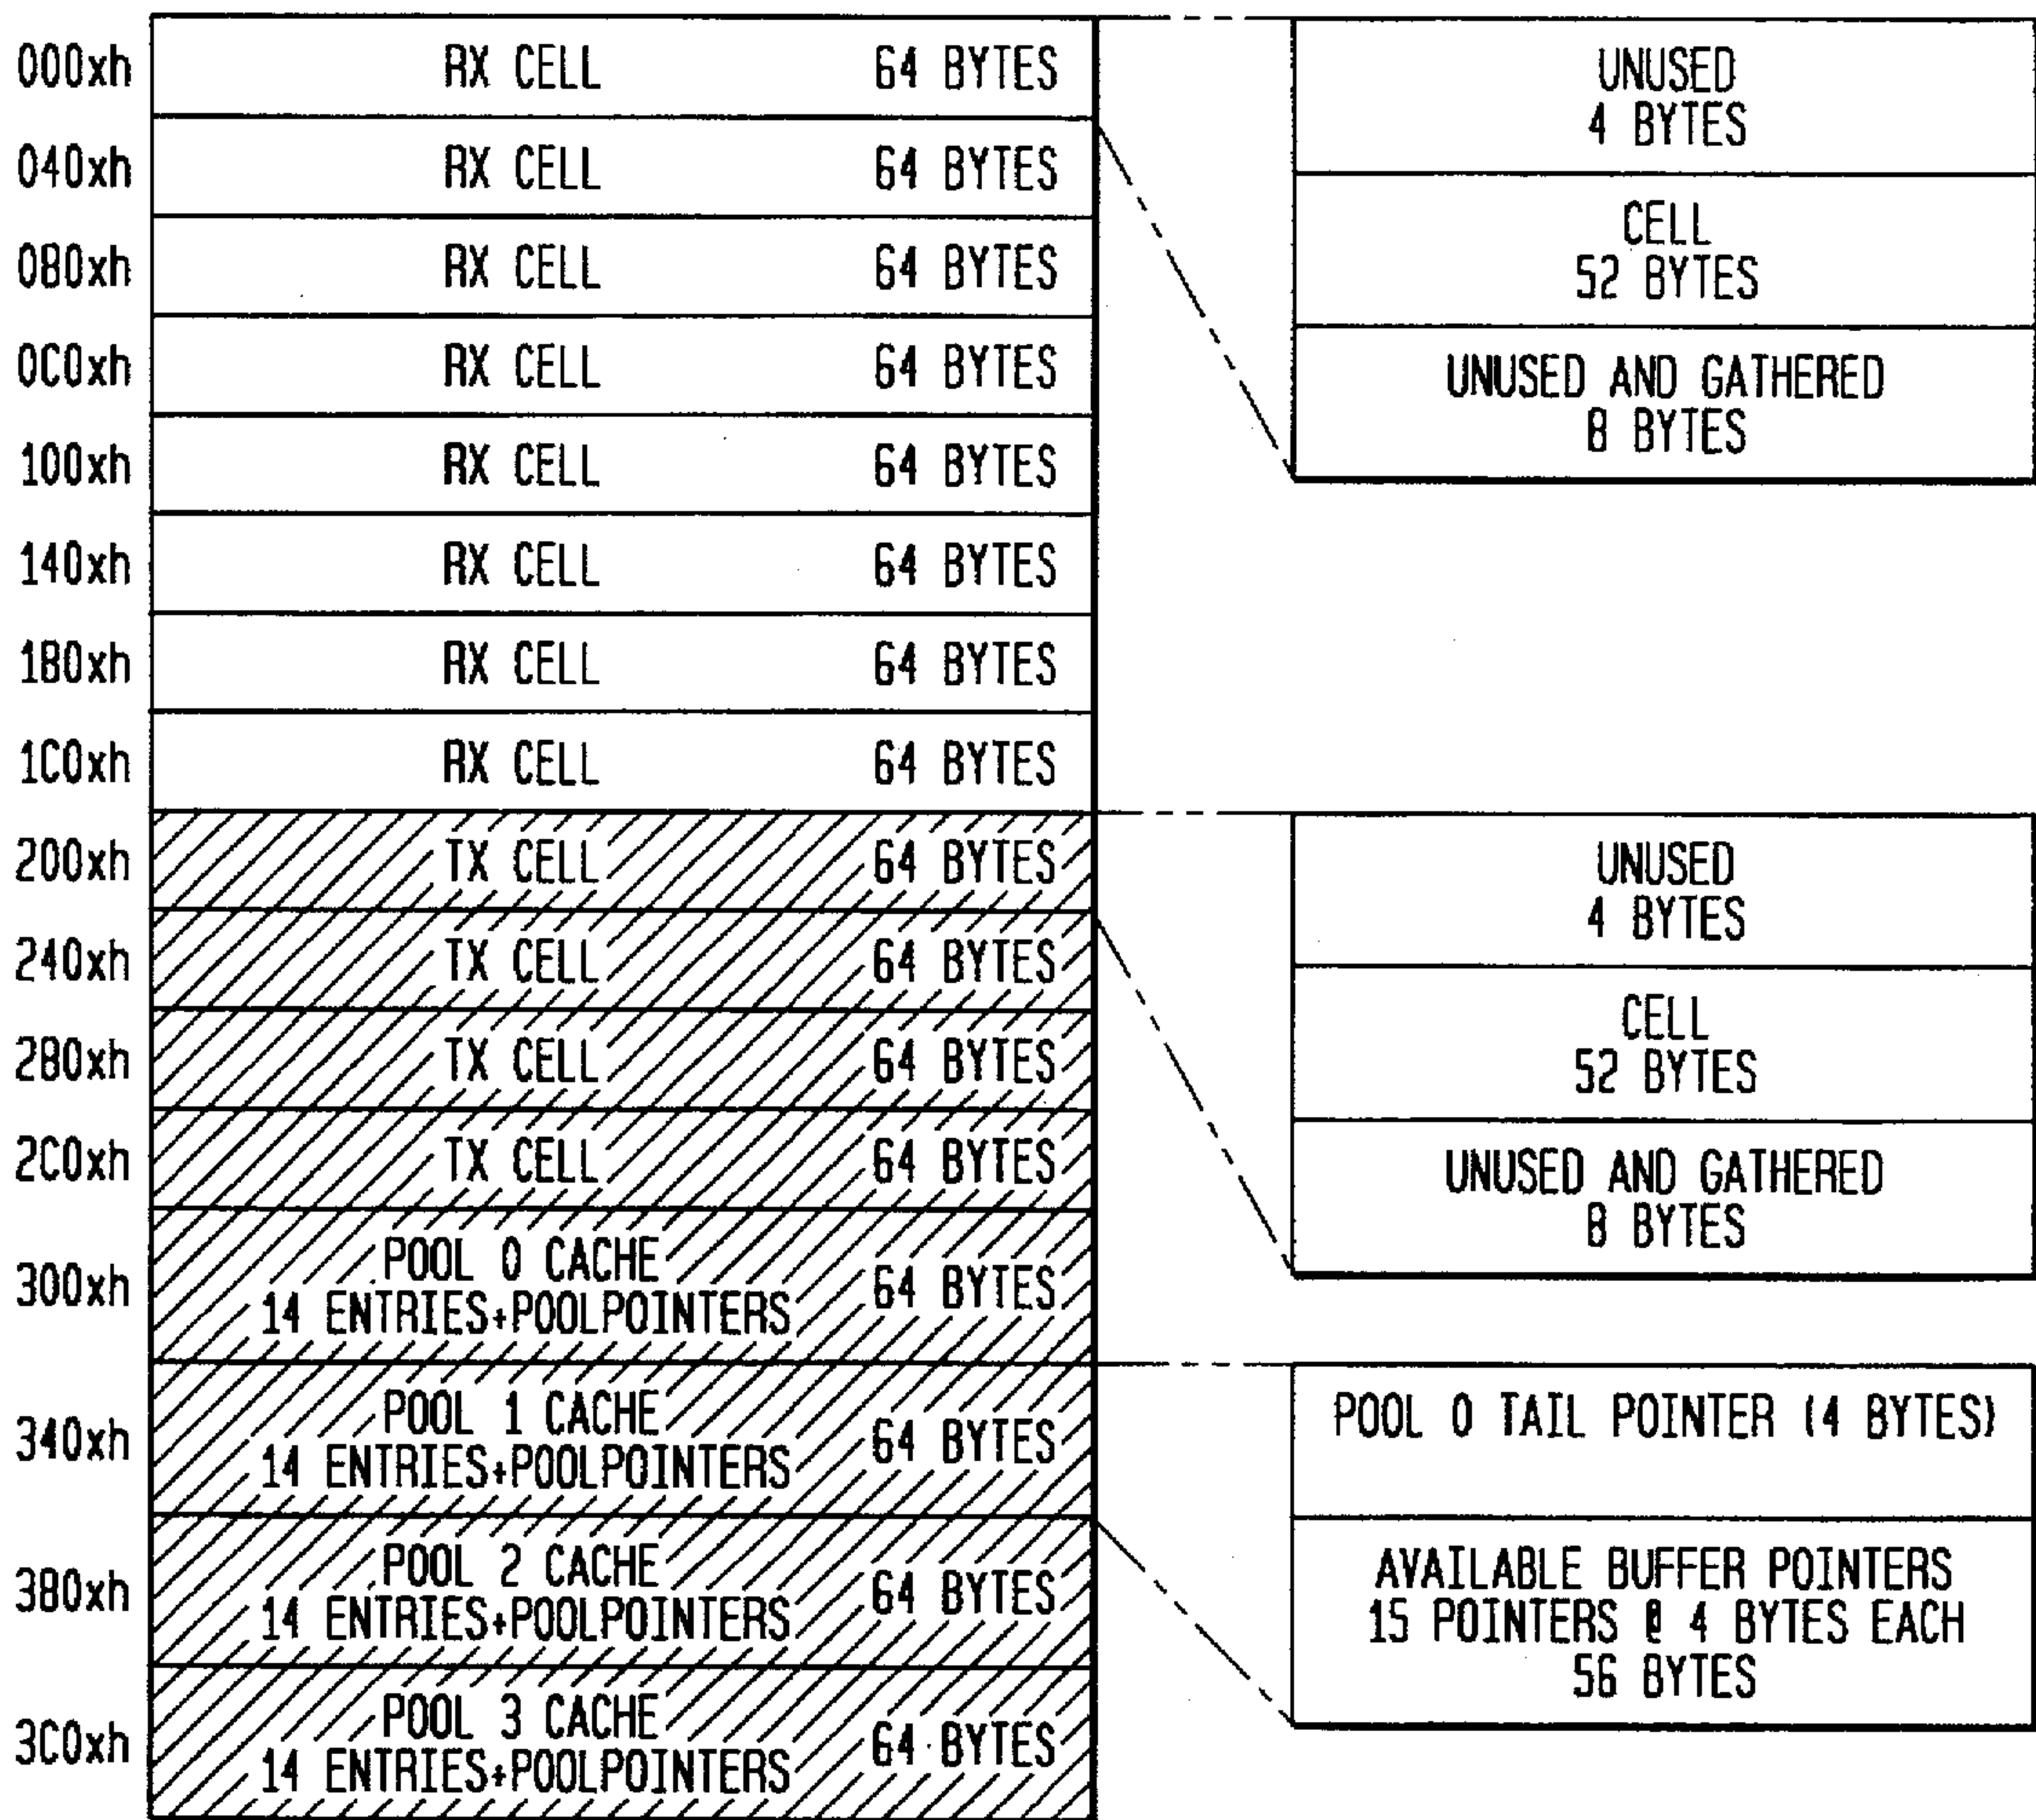 000xh RX CELL 64 BYTES
040xh RX CELL 64 BYTES
080xh RX CELL 64 BYTES
0C0xh RX CELL 64 BYTES
100xh RX CELL 64 BYTES
140xh RX CELL 64 BYTES
180xh RX CELL 64 BYTES
1C0xh RX CELL 64 BYTES
200xh TX CELL 64 BYTES
240xh TX CELL 64 BYTES
280xh TX CELL 64 BYTES
2C0xh TX CELL 64 BYTES
300xh POOL 0 CACHE 64 BYTES
14 ENTRIES+POOLPOINTERS
340xh POOL 1 CACHE 64 BYTES
14 ENTRIES+POOLPOINTERS
380xh POOL 2 CACHE 64 BYTES
14 ENTRIES+POOLPOINTERS
3C0xh POOL 3 CACHE 64 BYTES
14 ENTRIES+POOLPOINTERS
UNUSED
4 BYTES
CELL
52 BYTES
UNUSED AND GATHERED
8 BYTES
UNUSED
4 BYTES
CELL
52 BYTES
UNUSED AND GATHERED
8 BYTES
POOL 0 TAIL POINTER (4 BYTES)
AVAILABLE BUFFER POINTERS
15 POINTERS @ 4 BYTES EACH
56 BYTES